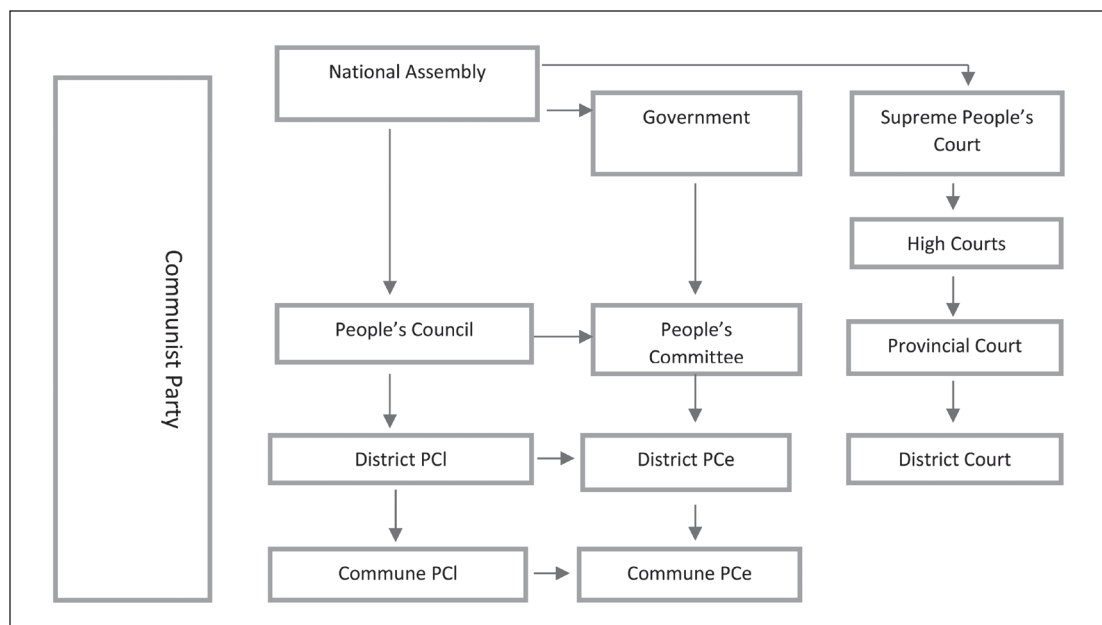 Communist Party
National Assembly
Government
Supreme People’s
Court
High Courts
People’s Council
People’s
Committee
Provincial Court
District PCl
District PCe
District Court
Commune PCl
Commune PCe